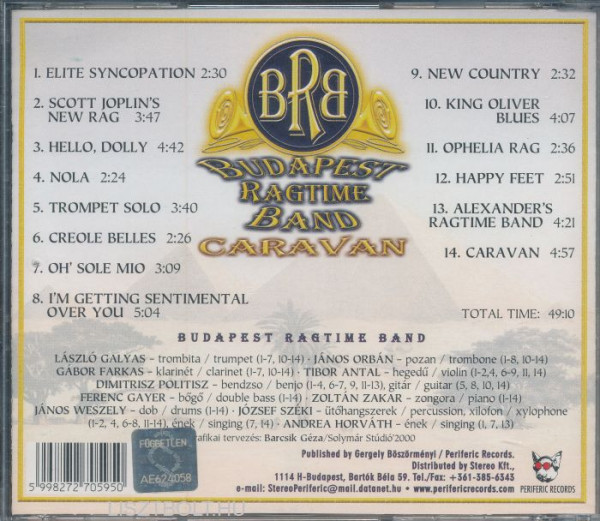 1. ELITE SYNCOPATION 2:30
2. SCOTT JOPLIN'S
NEW RAG 3:47
3. HELLO, DOLLY 4:42
4. NOLA 2:24
5. TROMPET SOLO 3:40
6. CREOLE BELLES 2:26
7. OH' SOLE MIO 3:09
8. I'M GETTING SENTIMENTAL
OVER YOU 5:04
BRB
BUDAPEST
RAGTIME
BAND
CARAVAN
9. NEW COUNTRY 2:32
10. KING OLIVER
BLUES 4:07
11. OPHELIA RAG 2:36
12. HAPPY FEET 2:51
13. ALEXANDER'S
RAGTIME BAND 4:21
14. CARAVAN 4:57
TOTAL TIME: 49:10
BUDAPEST RAGTIME BAND
LÁSZLÓ GÁLYÁS – trombita / trumpet (1-7, 10-14) · JÁNOS ORBÁN – pozan / trombone (1-8, 10-14)
GÁBOR FARKAS – klarinét / clarinet (1-7, 10-14) · TIBOR ANTAL – hegedű / violin (1-2,4, 6-9, 11, 14)
DIMITRISZ POLITISZ – bendzso / benjo (1-4, 6-7, 9, 11-13), gitár / guitar (5, 8, 10, 14)
FERENC GAYER – bőgő / double bass (1-14) · ZOLTÁN ZAKAR – zongora / piano (1-14)
JÁNOS WESZELY – dob / drums (1-14) · JÓZSEF SZÉKI – ütőhangszerek / percussion, xilofon / xylophone
(1-2, 4, 6-8, 11-14), ének / singing (7, 14) · ANDREA HORVÁTH – ének / singing (1, 7, 13)
rafikai tervezés: Barcsik Géza/Solymár Stúdió'2000
5 998272 705950
FÜGGETLEN
AE624058
Published by Gergely Böszörményi / Periferic Records.
Distributed by Stereo Kft.,
1114 H-Budapest, Bartók Béla 59. Tel./Fax: +361-385-6345
e-mail: StereoPeriferic@mail.datanet.hu · www.perifericrecords.com
PERIFERIC RECORDS
OSZTBOLT.HU